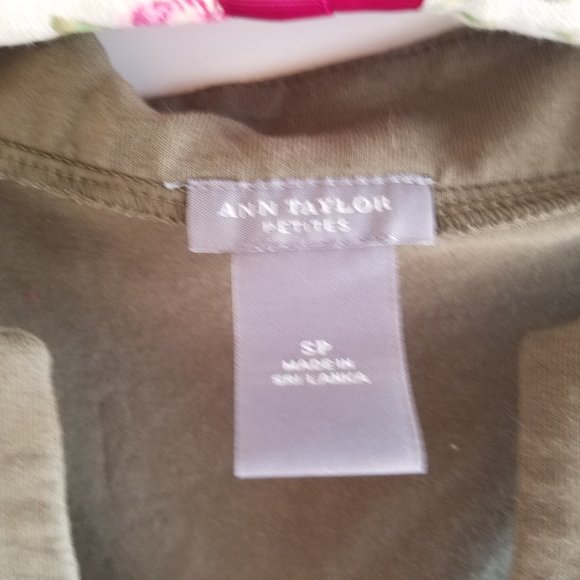 ANN TAYLOR
PETITES
SP
MADE IN
SRI LANKA